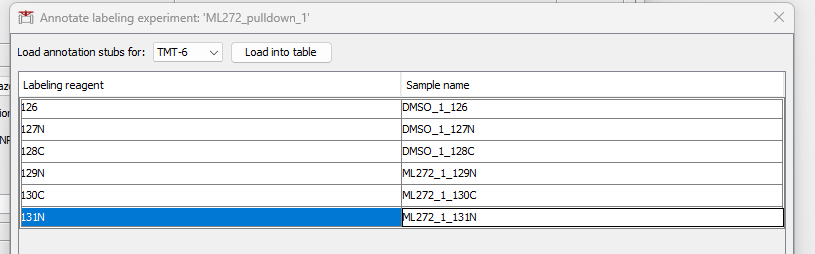 Annotate labeling experiment: 'ML272_pulldown_1'
Load annotation stubs for: TMT-6 Load into table
Labeling reagent Sample name
126 DMSO_1_126
127N DMSO_1_127N
128C DMSO_1_128C
129N ML272_1_129N
130C ML272_1_130C
131N ML272_1_131N